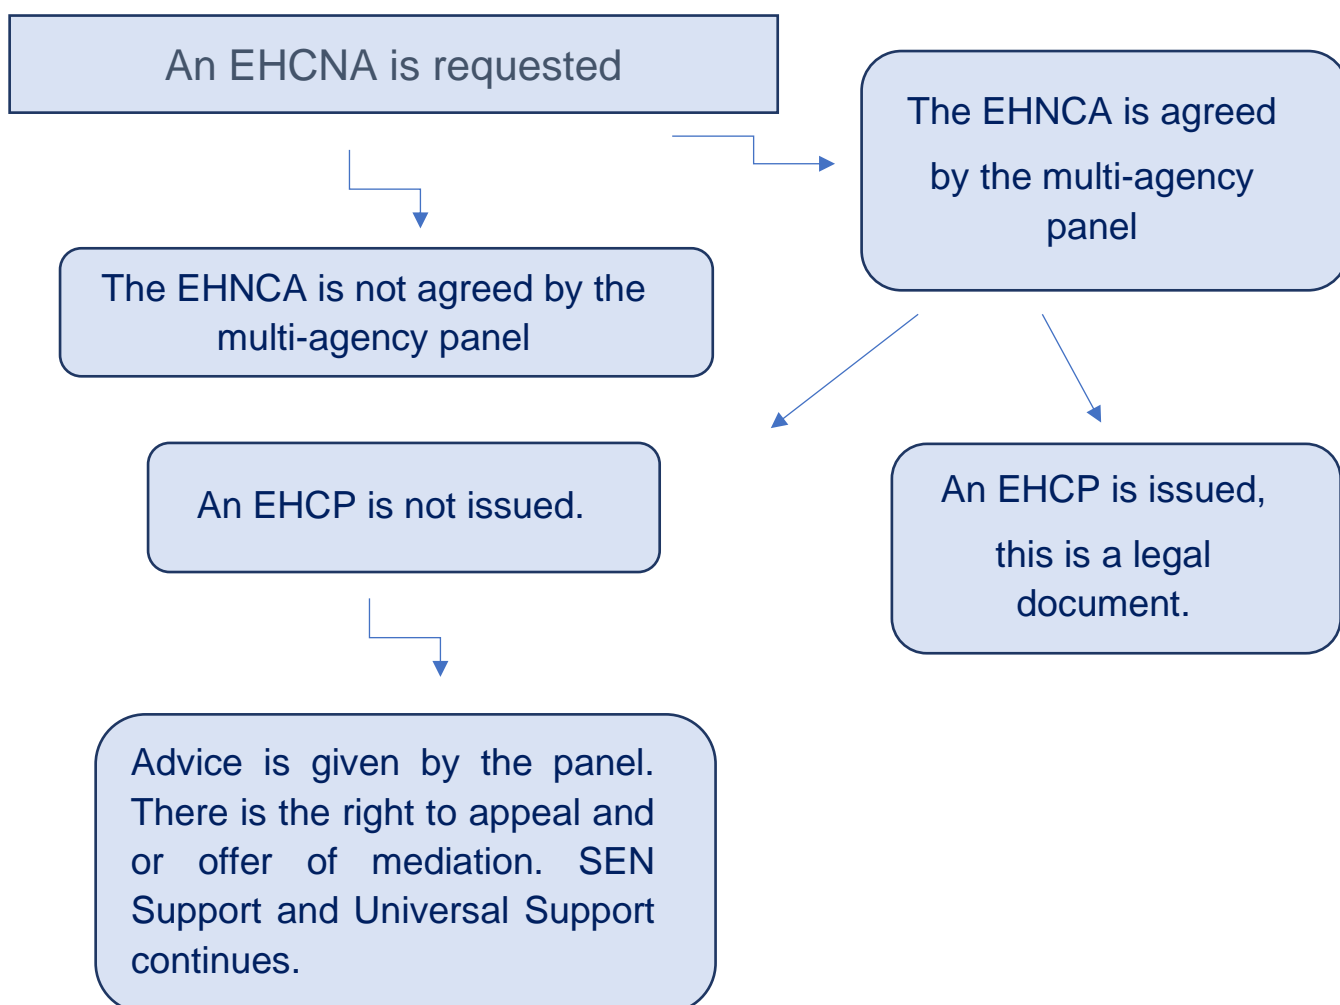 An EHCNA is requested
The EHNCA is agreed
by the multi-agency
panel
The EHNCA is not agreed by the
multi-agency panel
An EHCP is not issued.
An EHCP is issued,
this is a legal
document.
Advice is given by the panel.
There is the right to appeal and
or offer of mediation. SEN
Support and Universal Support
continues.